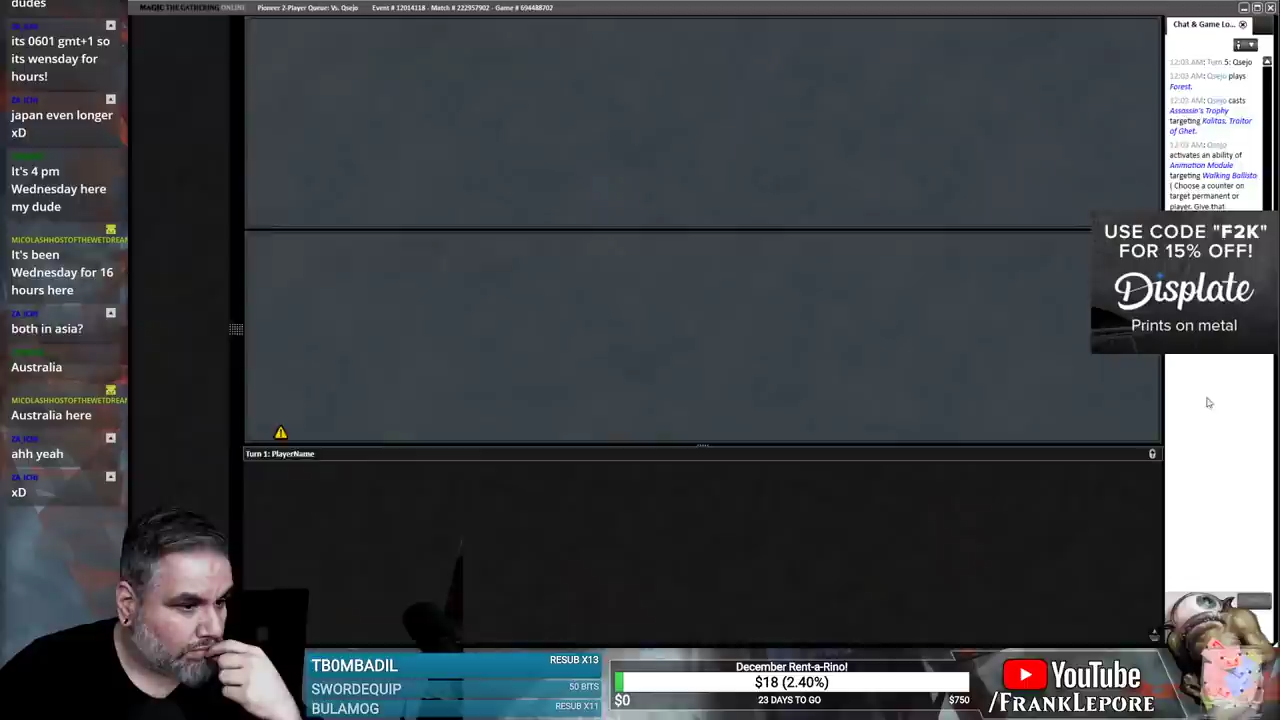 dudes
its 0601 gmt+1 so
its wensday for
hours!
japan even longer
xD
It's 4 pm
Wednesday here
my dude
MICOLASHHOSTOFTHEWETDREAM
It's been
Wednesday for 16
hours here
both in asia?
Australia
MICOLASHHOSTOFTHEWETDREAM
Australia here
ahh yeah
xD
MAGIC THE GATHERING ONLINE
Pioneer 2-Player Queue: Vs. Qsejo
Event # 12014118 - Match # 222957902 - Game # 694488702
Chat & Game Lo...
12:03 AM: Turn 5: Qsejo
12:03 AM: Qsejo plays
Forest.
12:03 AM: Qsejo casts
Assassin's Trophy
targeting Kalitas, Traitor
of Ghet.
12:03 AM: Qsejo
activates an ability of
Animation Module
targeting Walking Ballista
( Choose a counter on
target permanent or
player. Give that
USE CODE "F2K"
FOR 15% OFF!
Displate
Prints on metal
Turn 1: PlayerName
TB0MBADIL
RESUB X13
SWORDEQUIP
50 BITS
BULAMOG
RESUB X11
December Rent-a-Rino!
$18 (2.40%)
$0
23 DAYS TO GO
$750
YouTube
/FRANKLEPORE